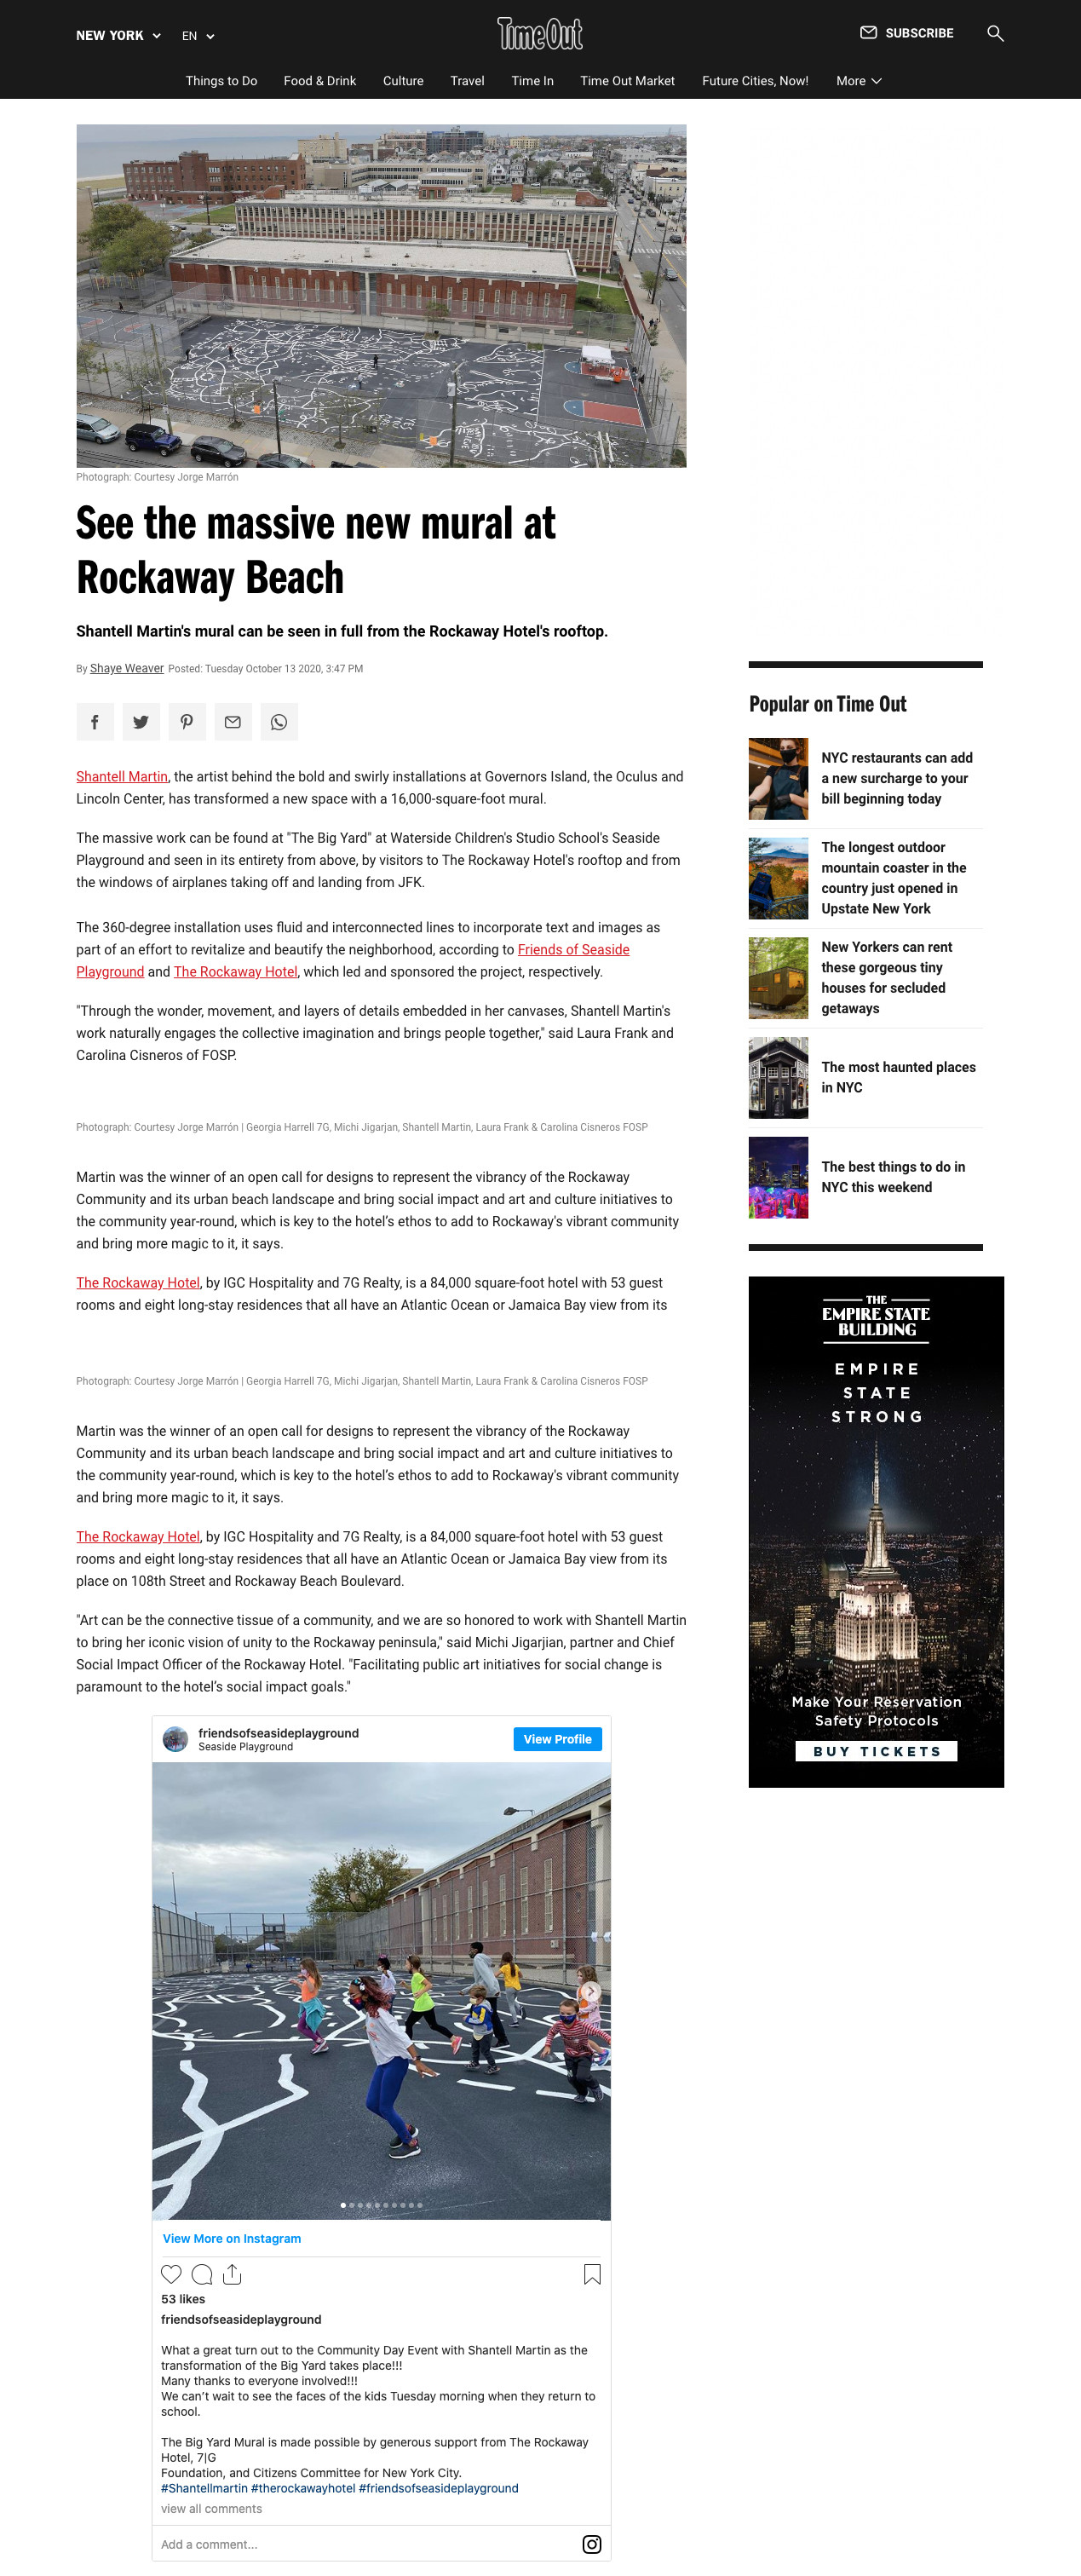 NEW YORK
EN
TimeOut
SUBSCRIBE
Things to Do
Food & Drink
Culture
Travel
Time In
Time Out Market
Future Cities, Now!
More
Photograph: Courtesy Jorge Marrón
See the massive new mural at
Rockaway Beach
Shantell Martin's mural can be seen in full from the Rockaway Hotel's rooftop.
By Shaye Weaver Posted: Tuesday October 13 2020, 3:47 PM
Shantell Martin, the artist behind the bold and swirly installations at Governors Island, the Oculus and
Lincoln Center, has transformed a new space with a 16,000-square-foot mural.
The massive work can be found at "The Big Yard" at Waterside Children's Studio School's Seaside
Playground and seen in its entirety from above, by visitors to The Rockaway Hotel's rooftop and from
the windows of airplanes taking off and landing from JFK.
The 360-degree installation uses fluid and interconnected lines to incorporate text and images as
part of an effort to revitalize and beautify the neighborhood, according to Friends of Seaside
Playground and The Rockaway Hotel, which led and sponsored the project, respectively.
"Through the wonder, movement, and layers of details embedded in her canvases, Shantell Martin's
work naturally engages the collective imagination and brings people together," said Laura Frank and
Carolina Cisneros of FOSP.
Photograph: Courtesy Jorge Marrón | Georgia Harrell 7G, Michi Jigarjan, Shantell Martin, Laura Frank & Carolina Cisneros FOSP
Martin was the winner of an open call for designs to represent the vibrancy of the Rockaway
Community and its urban beach landscape and bring social impact and art and culture initiatives to
the community year-round, which is key to the hotel’s ethos to add to Rockaway's vibrant community
and bring more magic to it, it says.
The Rockaway Hotel, by IGC Hospitality and 7G Realty, is a 84,000 square-foot hotel with 53 guest
rooms and eight long-stay residences that all have an Atlantic Ocean or Jamaica Bay view from its
Photograph: Courtesy Jorge Marrón | Georgia Harrell 7G, Michi Jigarjan, Shantell Martin, Laura Frank & Carolina Cisneros FOSP
Martin was the winner of an open call for designs to represent the vibrancy of the Rockaway
Community and its urban beach landscape and bring social impact and art and culture initiatives to
the community year-round, which is key to the hotel’s ethos to add to Rockaway's vibrant community
and bring more magic to it, it says.
The Rockaway Hotel, by IGC Hospitality and 7G Realty, is a 84,000 square-foot hotel with 53 guest
rooms and eight long-stay residences that all have an Atlantic Ocean or Jamaica Bay view from its
place on 108th Street and Rockaway Beach Boulevard.
"Art can be the connective tissue of a community, and we are so honored to work with Shantell Martin
to bring her iconic vision of unity to the Rockaway peninsula," said Michi Jigarjian, partner and Chief
Social Impact Officer of the Rockaway Hotel. "Facilitating public art initiatives for social change is
paramount to the hotel’s social impact goals."
friendsofseasideplayground
Seaside Playground
View Profile
View More on Instagram
53 likes
friendsofseasideplayground
What a great turn out to the Community Day Event with Shantell Martin as the
transformation of the Big Yard takes place!!!
Many thanks to everyone involved!!!
We can’t wait to see the faces of the kids Tuesday morning when they return to
school.
The Big Yard Mural is made possible by generous support from The Rockaway
Hotel, 7|G
Foundation, and Citizens Committee for New York City.
#Shantellmartin #therockawayhotel #friendsofseasideplayground
view all comments
Add a comment...
Popular on Time Out
NYC restaurants can add
a new surcharge to your
bill beginning today
The longest outdoor
mountain coaster in the
country just opened in
Upstate New York
New Yorkers can rent
these gorgeous tiny
houses for secluded
getaways
The most haunted places
in NYC
The best things to do in
NYC this weekend
THE
EMPIRE STATE
BUILDING
EMPIRE
STATE
STRONG
Make Your Reservation
Safety Protocols
BUY TICKETS